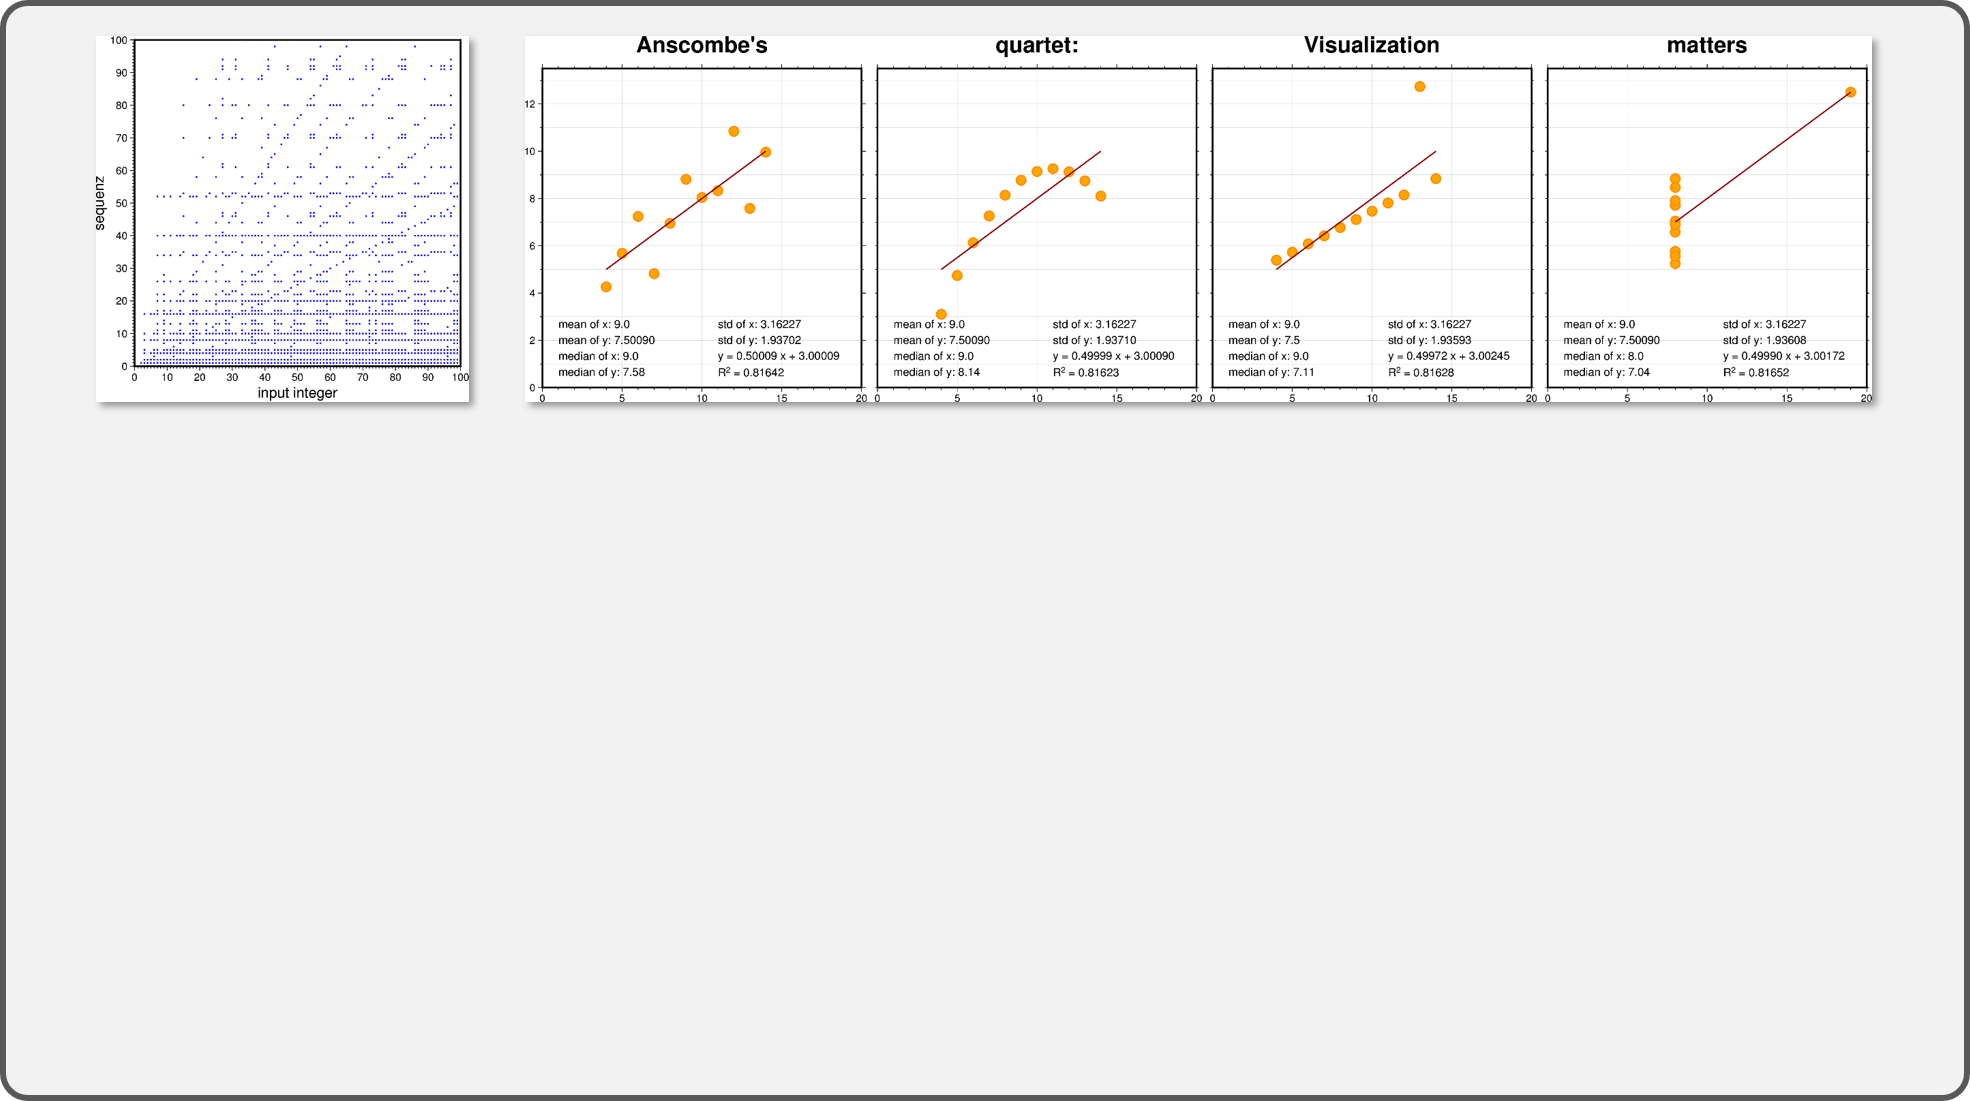 Anscombe's quartet: Visualization matters
100
90
80
70
60
50
40
30
20
10
0
sequenz
0 10 20 30 40 50 60 70 80 90 100
input integer
12
10
8
6
4
2
0
mean of x: 9.0 std of x: 3.16227
mean of y: 7.50090 std of y: 1.93702
median of x: 9.0 y = 0.50009 x + 3.00009
median of y: 7.58 R² = 0.81642
0 5 10 15 20
mean of x: 9.0 std of x: 3.16227
mean of y: 7.50090 std of y: 1.93710
median of x: 9.0 y = 0.49999 x + 3.00090
median of y: 8.14 R² = 0.81623
0 5 10 15 20
mean of x: 9.0 std of x: 3.16227
mean of y: 7.5 std of y: 1.93593
median of x: 9.0 y = 0.49972 x + 3.00245
median of y: 7.11 R² = 0.81628
0 5 10 15 20
mean of x: 9.0 std of x: 3.16227
mean of y: 7.50090 std of y: 1.93608
median of x: 8.0 y = 0.49990 x + 3.00172
median of y: 7.04 R² = 0.81652
0 5 10 15 20